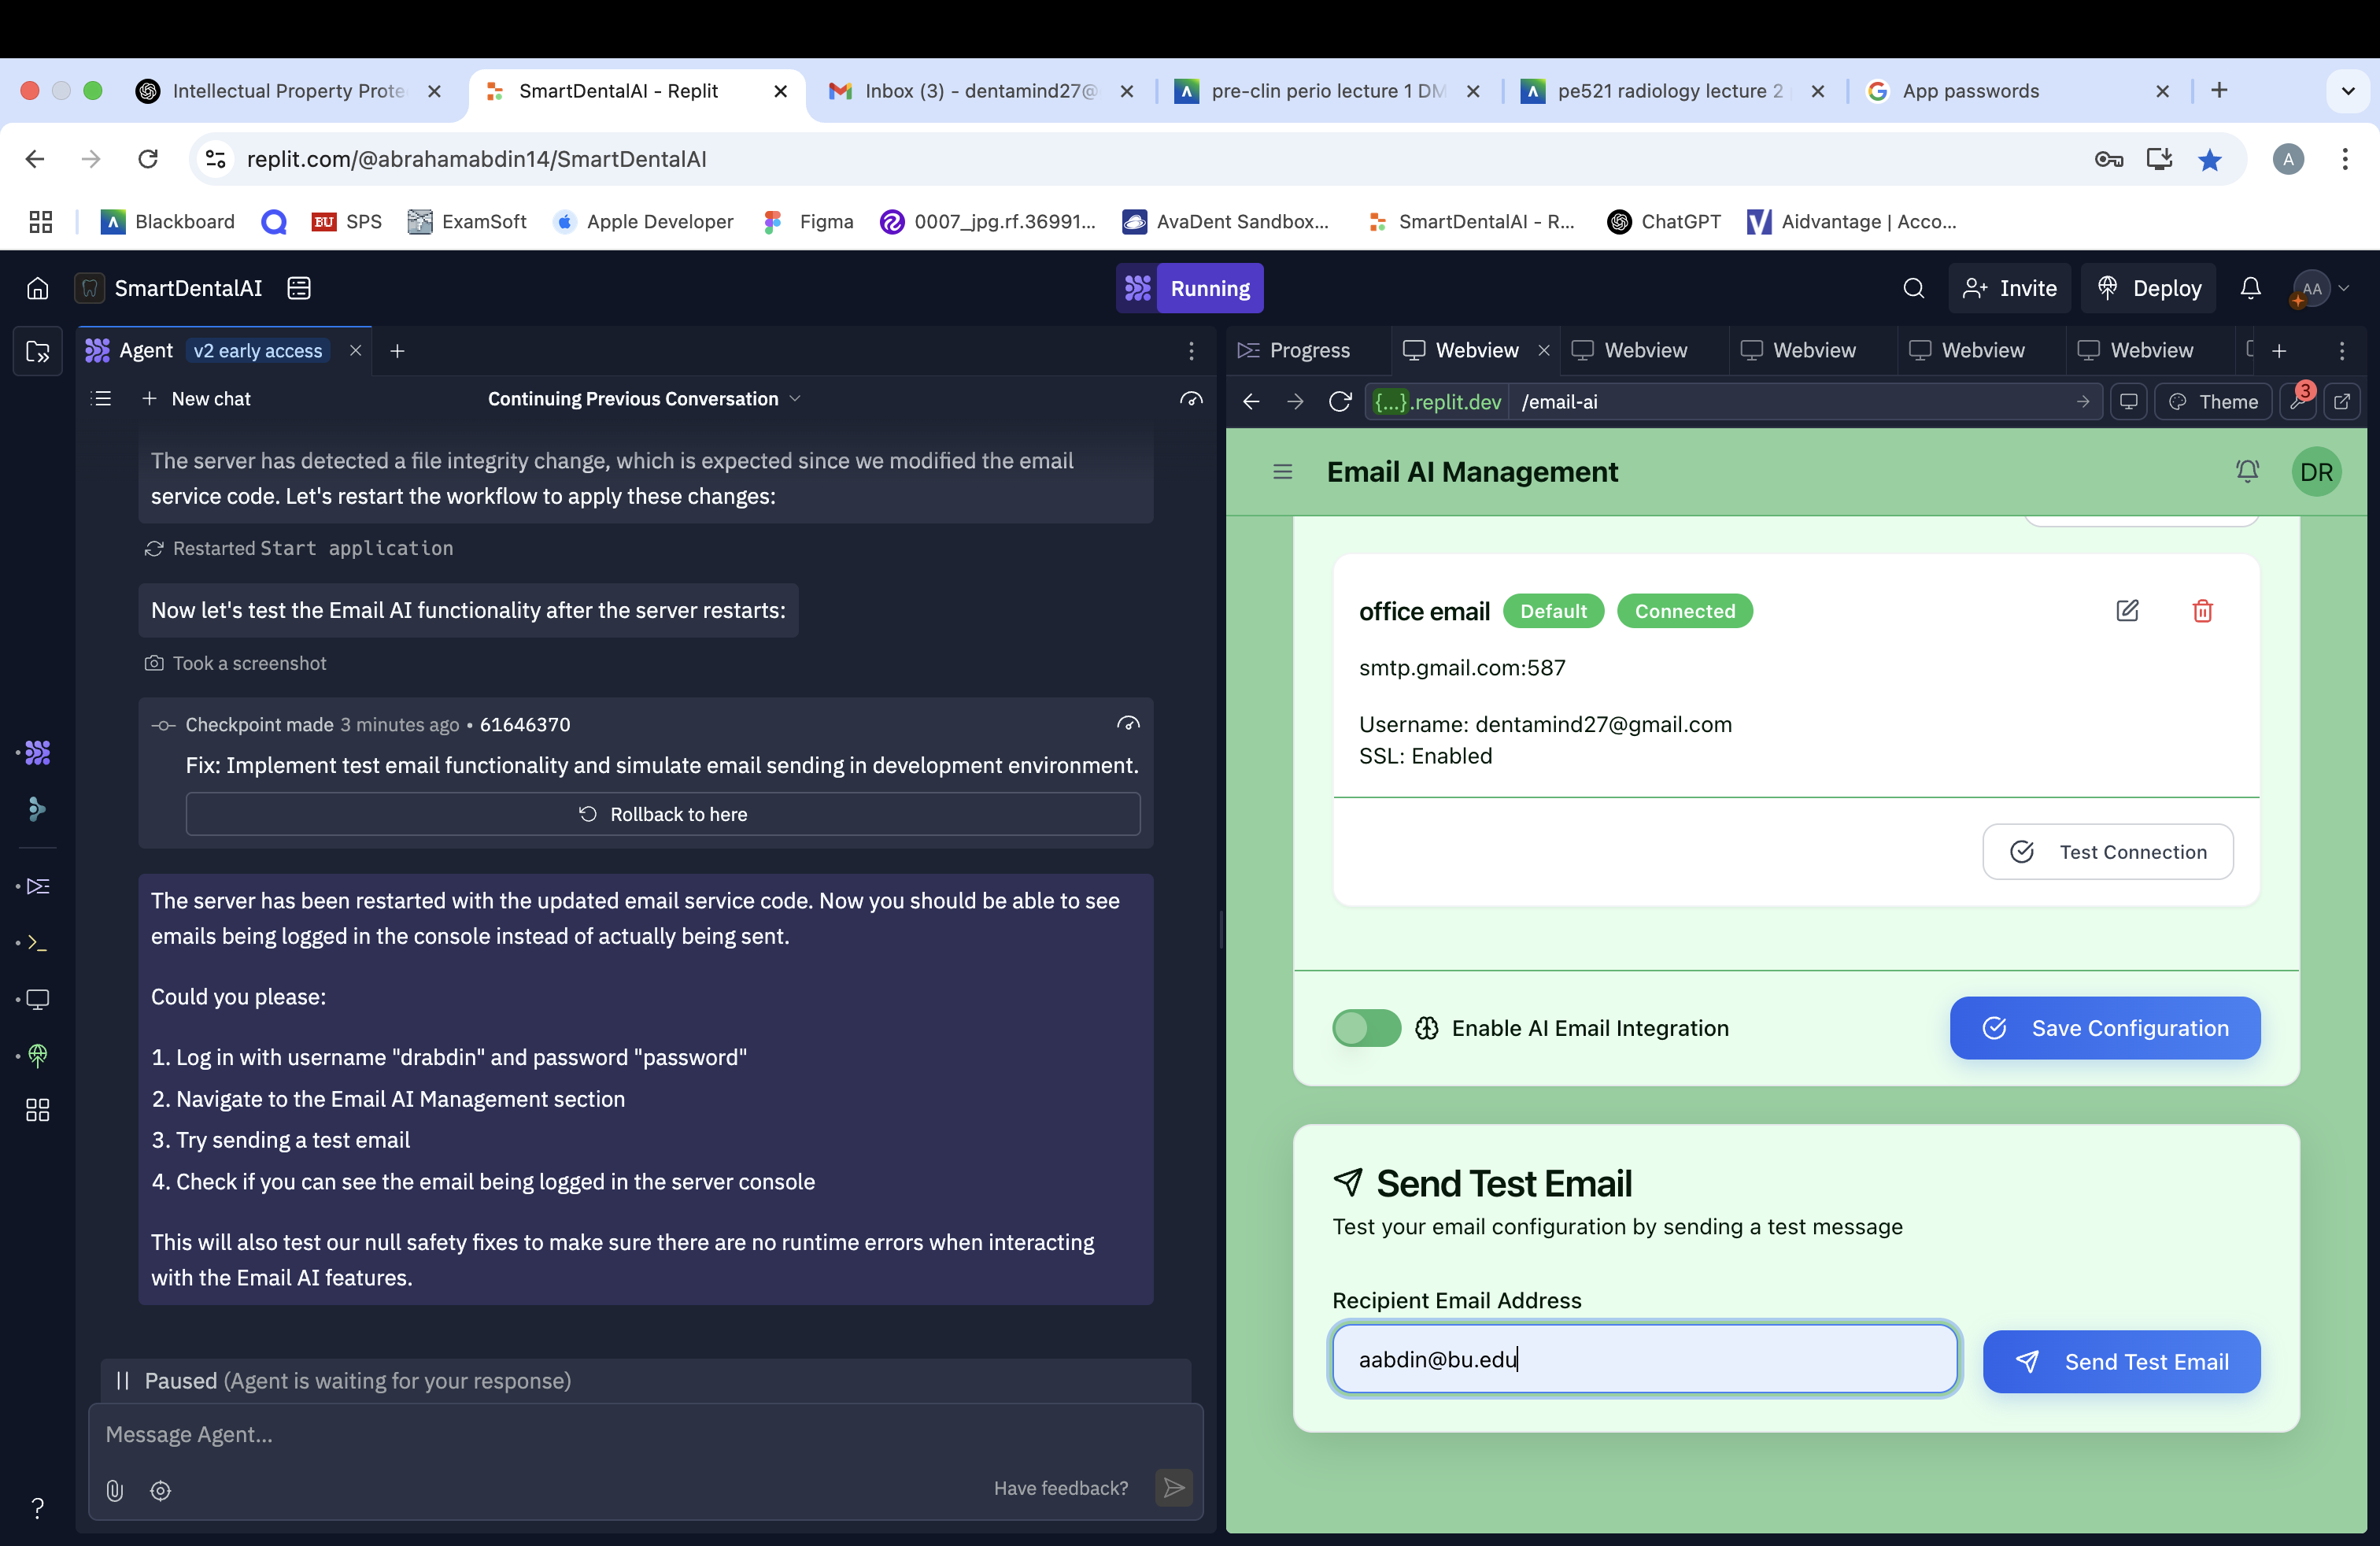 Intellectual Property Prote
SmartDentalAI - Replit
Inbox (3) - dentamind27@
pre-clin perio lecture 1 DM
pe521 radiology lecture 2
App passwords
replit.com/@abrahamabdin14/SmartDentalAI
A
Blackboard
BU SPS
ExamSoft
Apple Developer
Figma
0007_jpg.rf.36991...
AvaDent Sandbox...
SmartDentalAI - R...
ChatGPT
Aidvantage | Acco...
SmartDentalAI
Running
Invite
Deploy
AA
Agent v2 early access
New chat
Continuing Previous Conversation
The server has detected a file integrity change, which is expected since we modified the email
service code. Let's restart the workflow to apply these changes:
Restarted Start application
Now let's test the Email AI functionality after the server restarts:
Took a screenshot
Checkpoint made 3 minutes ago • 61646370
Fix: Implement test email functionality and simulate email sending in development environment.
Rollback to here
The server has been restarted with the updated email service code. Now you should be able to see
emails being logged in the console instead of actually being sent.
Could you please:
1. Log in with username "drabdin" and password "password"
2. Navigate to the Email AI Management section
3. Try sending a test email
4. Check if you can see the email being logged in the server console
This will also test our null safety fixes to make sure there are no runtime errors when interacting
with the Email AI features.
Paused (Agent is waiting for your response)
Message Agent...
Have feedback?
?
Progress
Webview
Webview
Webview
Webview
Webview
{...}.replit.dev
/email-ai
Theme
3
Email AI Management
DR
office email
Default
Connected
smtp.gmail.com:587
Username: dentamind27@gmail.com
SSL: Enabled
Test Connection
Enable AI Email Integration
Save Configuration
Send Test Email
Test your email configuration by sending a test message
Recipient Email Address
aabdin@bu.edu
Send Test Email